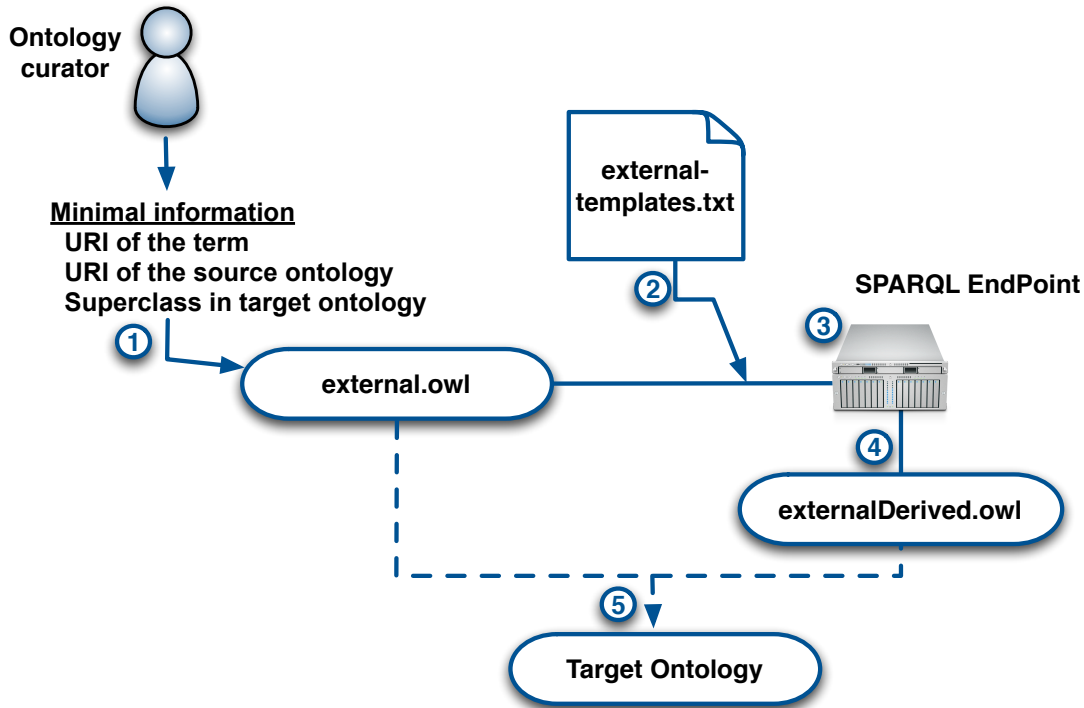 Ontology
curator
Minimal information
URI of the term
URI of the source ontology
Superclass in target ontology
1
external.owl
external-
templates.txt
2
SPARQL EndPoint
3
4
externalDerived.owl
5
Target Ontology